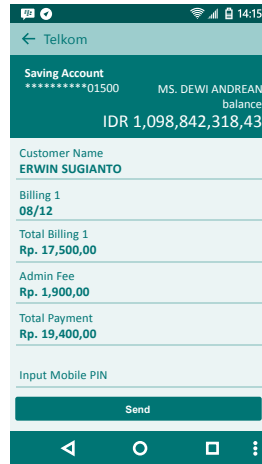 14:15
Telkom
Saving Account
**********01500
MS. DEWI ANDREAN
balance
IDR 1,098,842,318,43
Customer Name
ERWIN SUGIANTO
Billing 1
08/12
Total Billing 1
Rp. 17,500,00
Admin Fee
Rp. 1,900,00
Total Payment
Rp. 19,400,00
Input Mobile PIN
Send